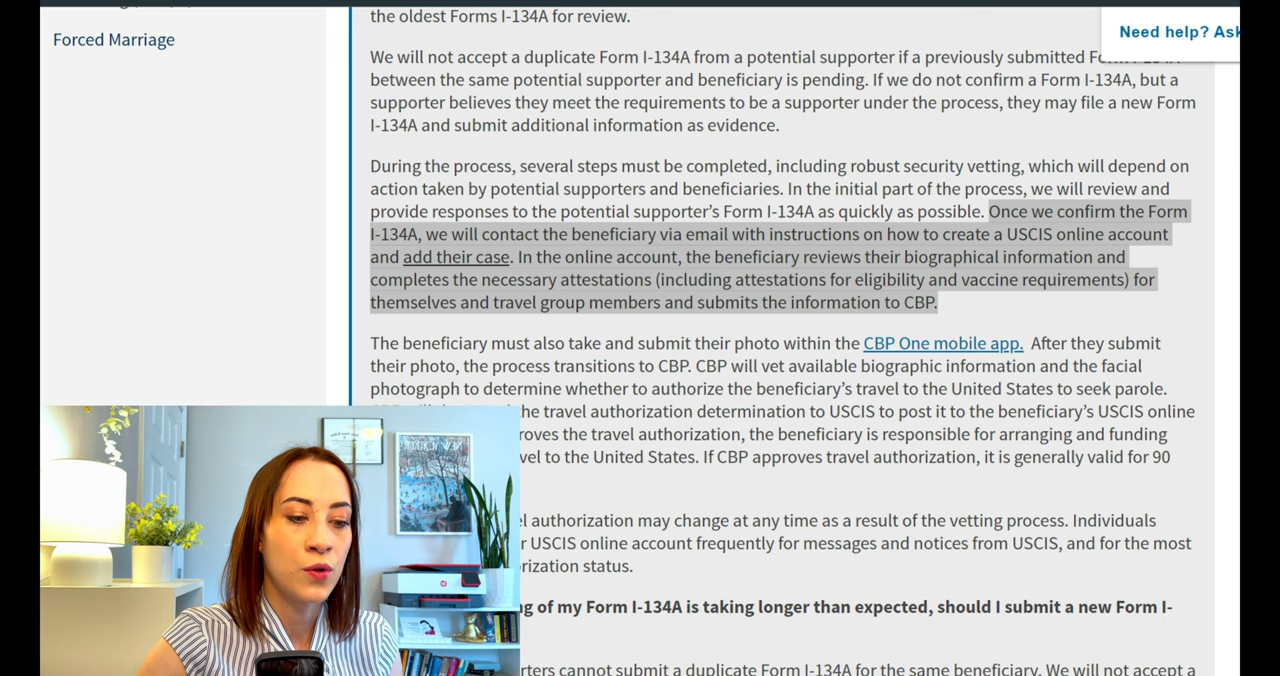 the oldest Forms I-134A for review.
Forced Marriage
Need help? Ask
We will not accept a duplicate Form I-134A from a potential supporter if a previously submitted
between the same potential supporter and beneficiary is pending. If we do not confirm a Form I-134A, but a
supporter believes they meet the requirements to be a supporter under the process, they may file a new Form
I-134A and submit additional information as evidence.
During the process, several steps must be completed, including robust security vetting, which will depend on
action taken by potential supporters and beneficiaries. In the initial part of the process, we will review and
provide responses to the potential supporter’s Form I-134A as quickly as possible. Once we confirm the Form
I-134A, we will contact the beneficiary via email with instructions on how to create a USCIS online account
and add their case. In the online account, the beneficiary reviews their biographical information and
completes the necessary attestations (including attestations for eligibility and vaccine requirements) for
themselves and travel group members and submits the information to CBP.
The beneficiary must also take and submit their photo within the CBP One mobile app. After they submit
their photo, the process transitions to CBP. CBP will vet available biographic information and the facial
photograph to determine whether to authorize the beneficiary’s travel to the United States to seek parole.
the travel authorization determination to USCIS to post it to the beneficiary’s USCIS online
the travel authorization, the beneficiary is responsible for arranging and funding
to the United States. If CBP approves travel authorization, it is generally valid for 90
authorization may change at any time as a result of the vetting process. Individuals
USCIS online account frequently for messages and notices from USCIS, and for the most
status.
of my Form I-134A is taking longer than expected, should I submit a new Form I-
cannot submit a duplicate Form I-134A for the same beneficiary. We will not accept a